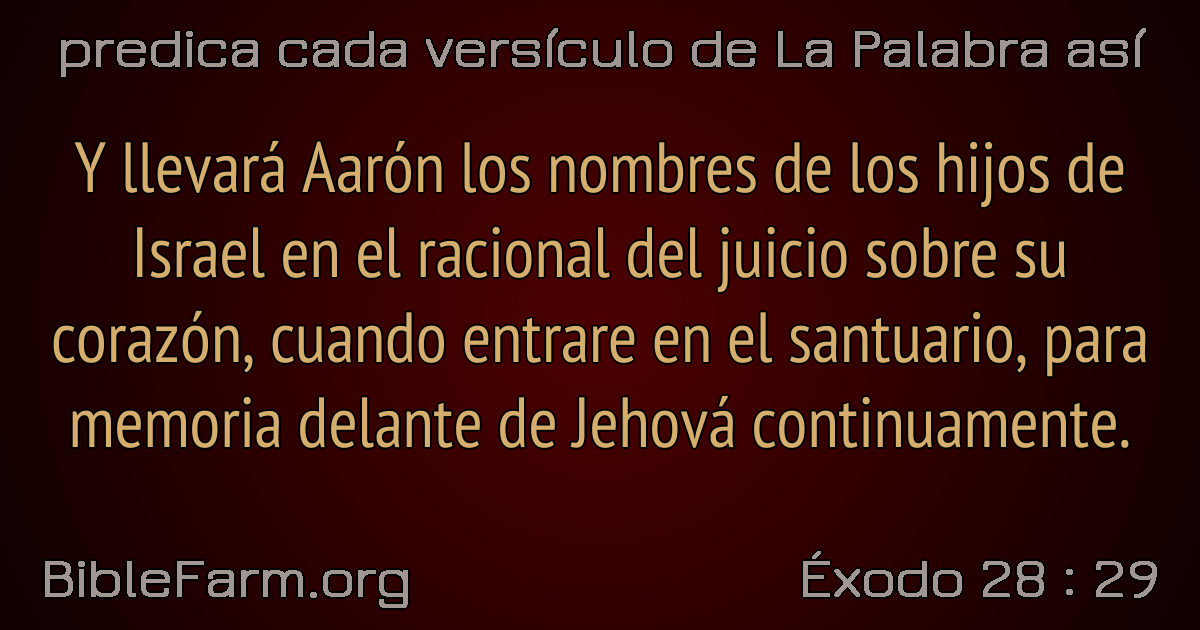 predica cada versículo de La Palabra así
Y llevará Aarón los nombres de los hijos de
Israel en el racional del juicio sobre su
corazón, cuando entrare en el santuario, para
memoria delante de Jehová continuamente.
BibleFarm.org
Éxodo 28 : 29